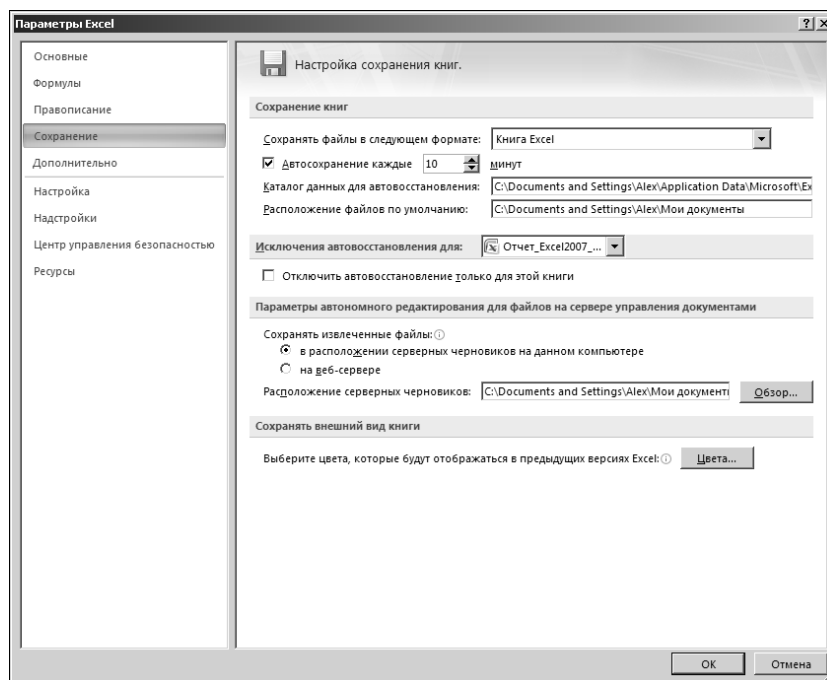 Параметры Excel
Основные
Формулы
Правописание
Сохранение
Дополнительно
Настройка
Надстройки
Центр управления безопасностью
Ресурсы
Настройка сохранения книг.
Сохранение книг
Сохранять файлы в следующем формате: Книга Excel
Автосохранение каждые 10 минут
Каталог данных для автовосстановления: C:\Documents and Settings\Alex\Application Data\Microsoft\Ex
Расположение файлов по умолчанию: C:\Documents and Settings\Alex\Мои документы
Исключения автовосстановления для: Отчет_Excel2007_...
Отключить автовосстановление только для этой книги
Параметры автономного редактирования для файлов на сервере управления документами
Сохранять извлеченные файлы:
в расположении серверных черновиков на данном компьютере
на веб-сервере
Расположение серверных черновиков: C:\Documents and Settings\Alex\Мои документы Обзор...
Сохранять внешний вид книги
Выберите цвета, которые будут отображаться в предыдущих версиях Excel: Цвета...
ОК Отмена